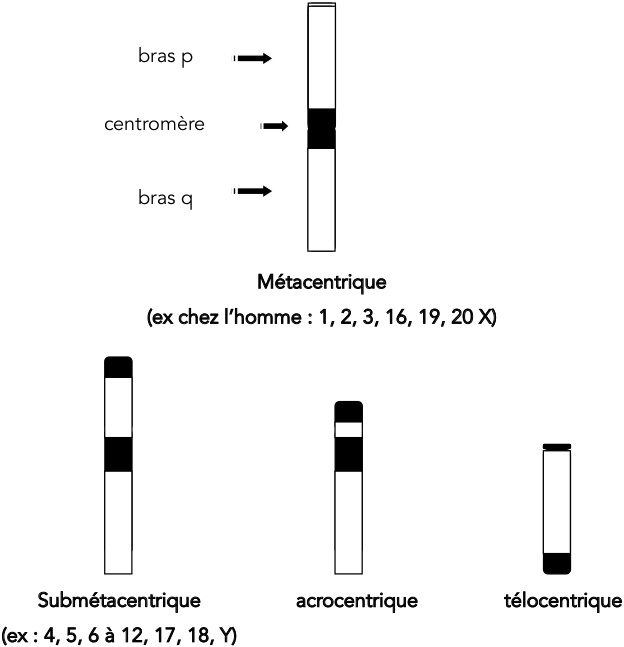 bras p
centromère
bras q
Métacentrique
(ex chez l’homme : 1, 2, 3, 16, 19, 20 X)
Submétacentrique
(ex : 4, 5, 6 à 12, 17, 18, Y)
acrocentrique
télocentrique